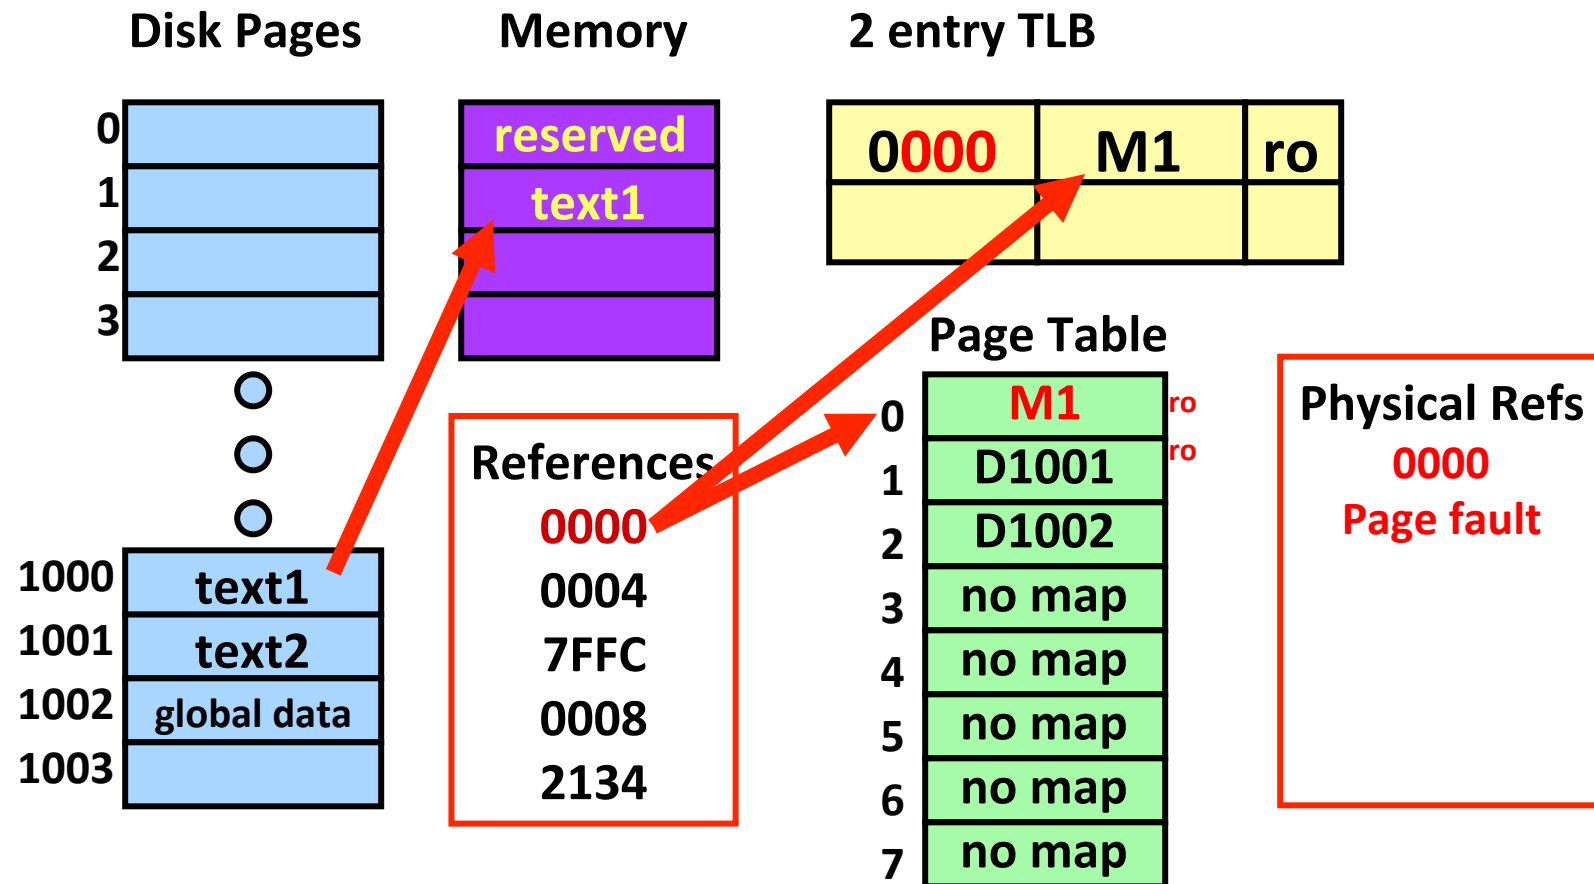 Disk Pages
Memory
2 entry TLB
0
1
2
3
1000 text1
1001 text2
1002 global data
1003
reserved
text1
0000 M1 ro
References
0000
0004
7FFC
0008
2134
Page Table
0 M1 ro
1 D1001 ro
2 D1002
3 no map
4 no map
5 no map
6 no map
7 no map
Physical Refs
0000
Page fault